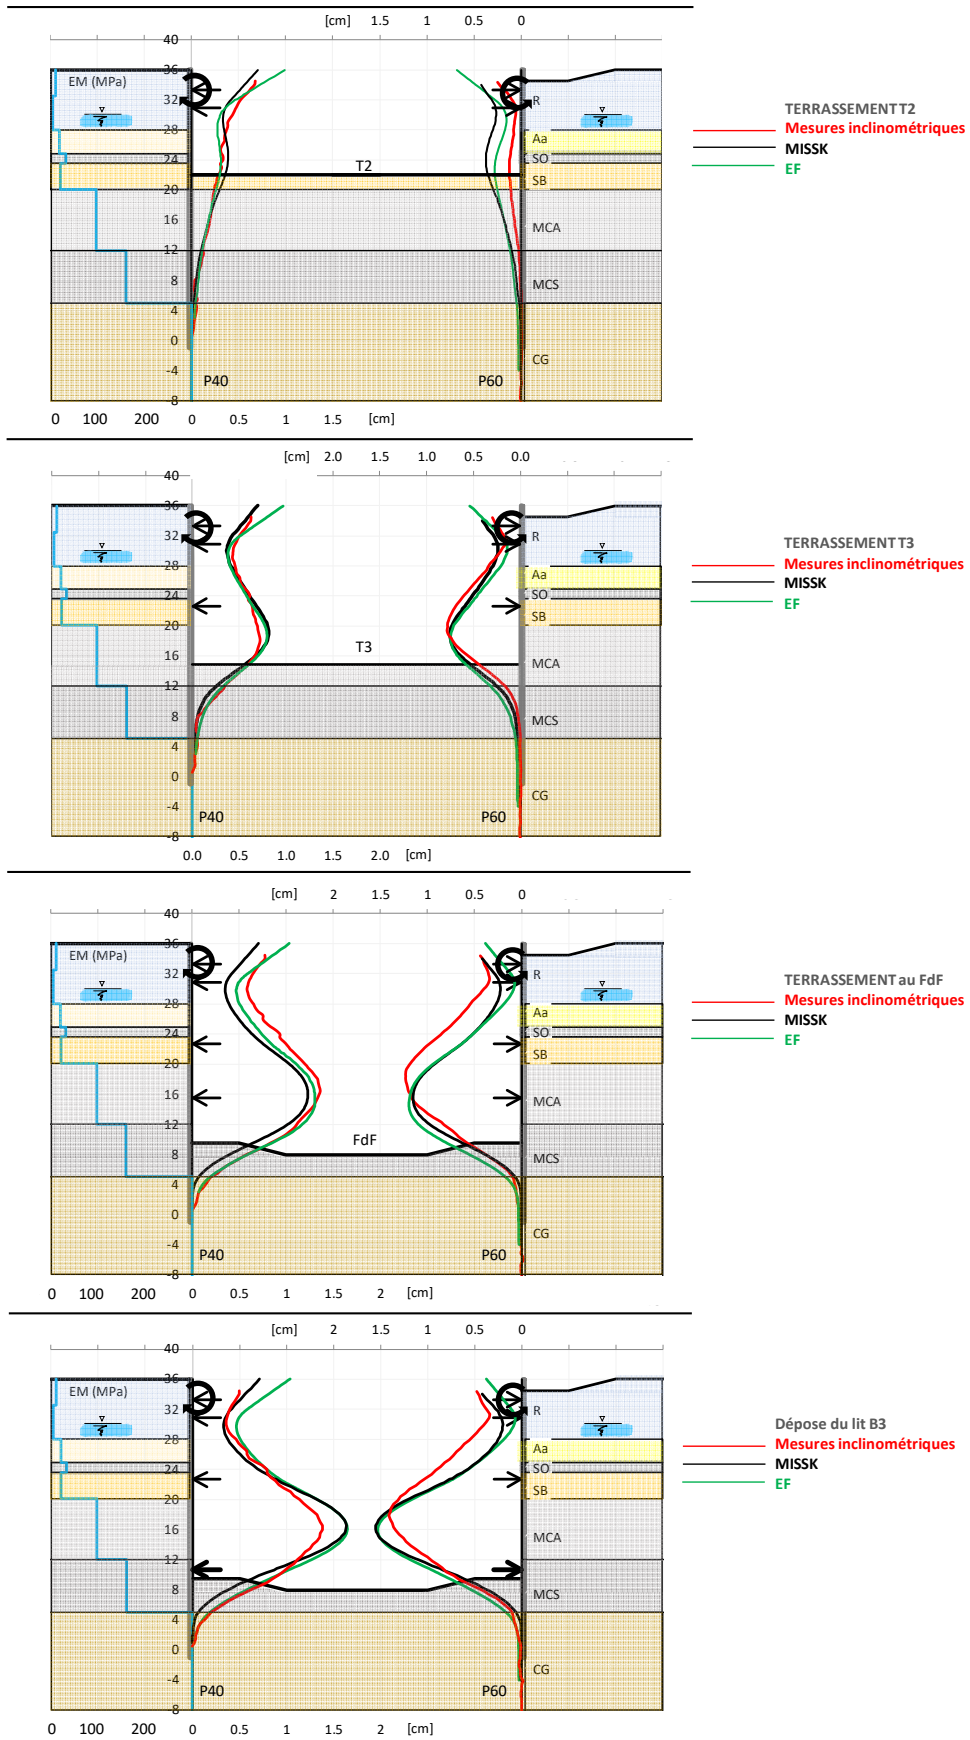 [cm] 1.5 1 0.5 0
40
36
32
28
24
20
16
12
8
4
0
-4
-8
EM (MPa)
T2
R
Aa
SO
SB
MCA
MCS
CG
P40 P60
0 100 200 0 0.5 1 1.5 [cm]
TERRASSEMENT T2
Mesures inclinométriques
MISSK
EF
[cm] 2.0 1.5 1.0 0.5 0.0
40
36
32
28
24
20
16
12
8
4
0
-4
-8
T3
R
Aa
SO
SB
MCA
MCS
CG
P40 P60
0.0 0.5 1.0 1.5 2.0 [cm]
TERRASSEMENT T3
Mesures inclinométriques
MISSK
EF
[cm] 2 1.5 1 0.5 0
40
36
32
28
24
20
16
12
8
4
0
-4
-8
EM (MPa)
FdF
R
Aa
SO
SB
MCA
MCS
CG
P40 P60
0 100 200 0 0.5 1 1.5 2 [cm]
TERRASSEMENT au FdF
Mesures inclinométriques
MISSK
EF
[cm] 2 1.5 1 0.5 0
40
36
32
28
24
20
16
12
8
4
0
-4
-8
EM (MPa)
R
Aa
SO
SB
MCA
MCS
CG
P40 P60
0 100 200 0 0.5 1 1.5 2 [cm]
Dépose du lit B3
Mesures inclinométriques
MISSK
EF